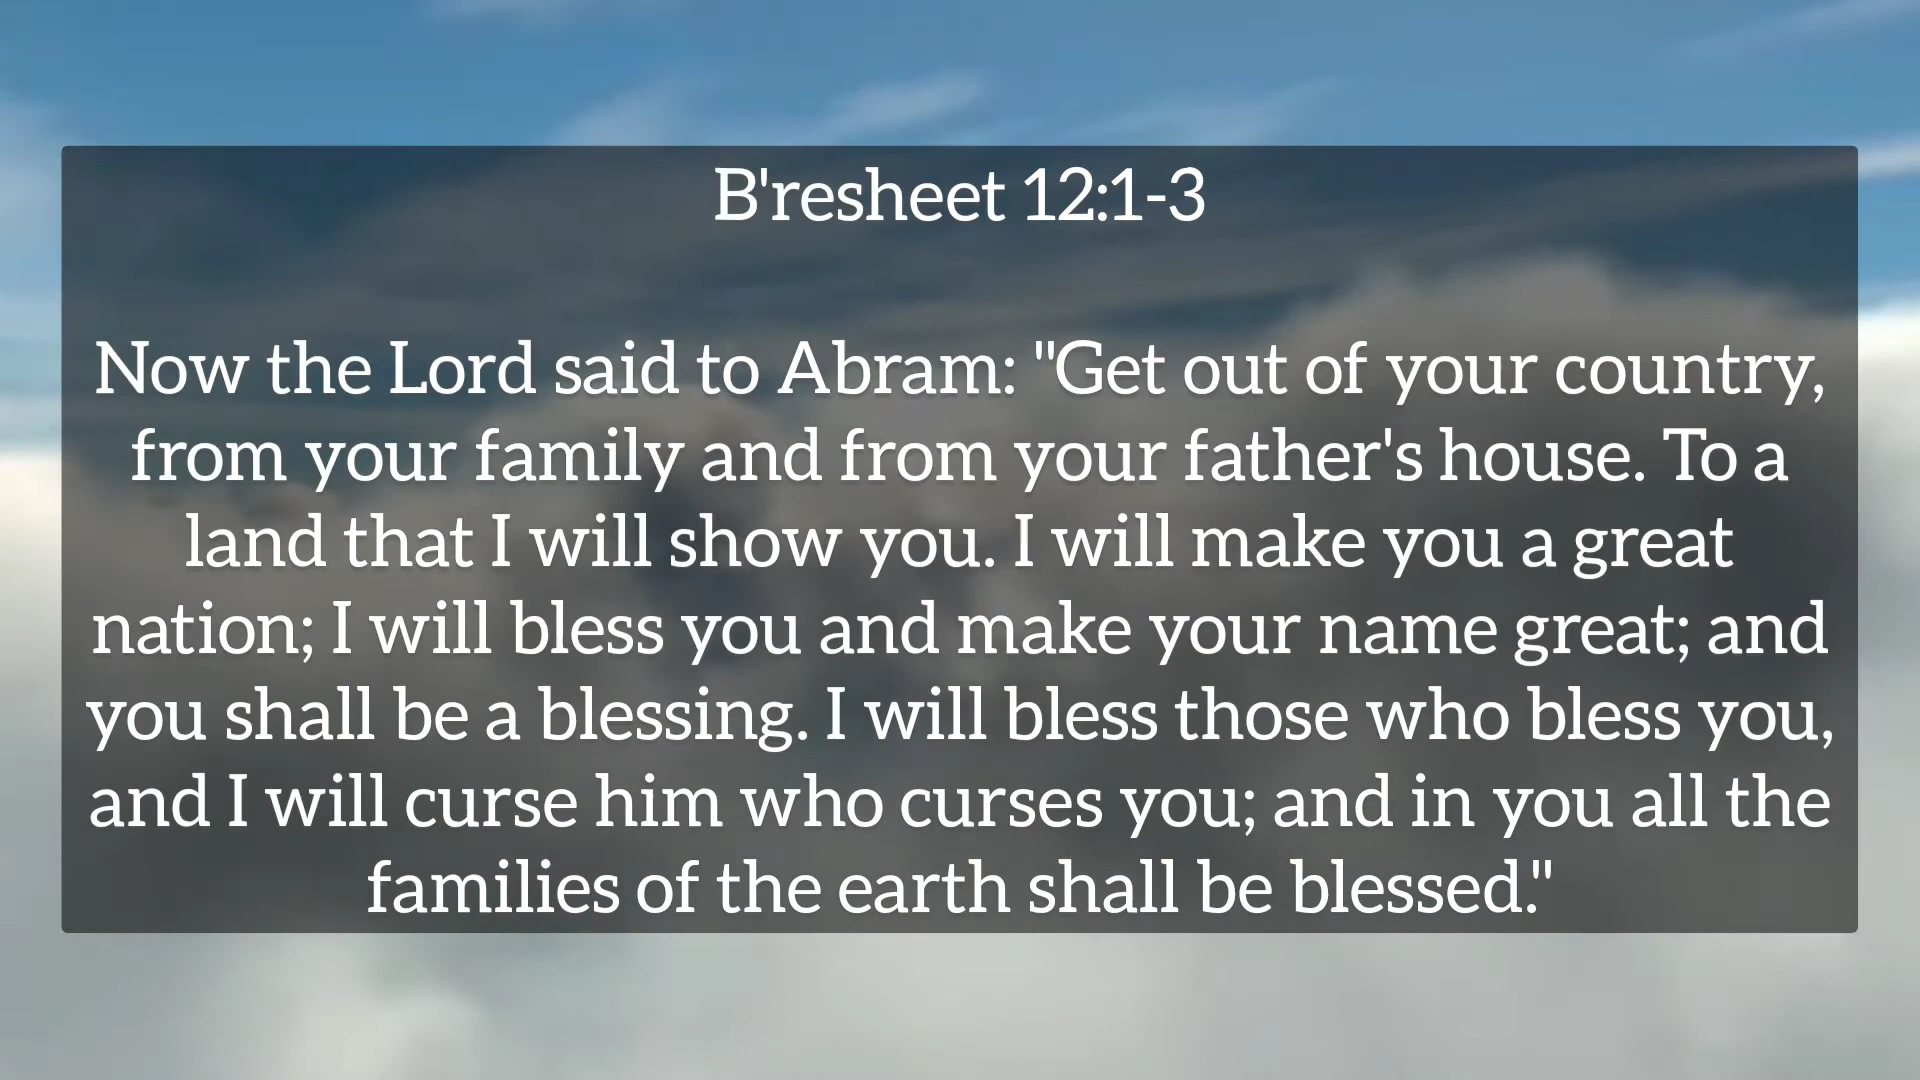 B'resheet 12:1-3
Now the Lord said to Abram: "Get out of your country,
from your family and from your father's house. To a
land that I will show you. I will make you a great
nation; I will bless you and make your name great; and
you shall be a blessing. I will bless those who bless you,
and I will curse him who curses you; and in you all the
families of the earth shall be blessed."